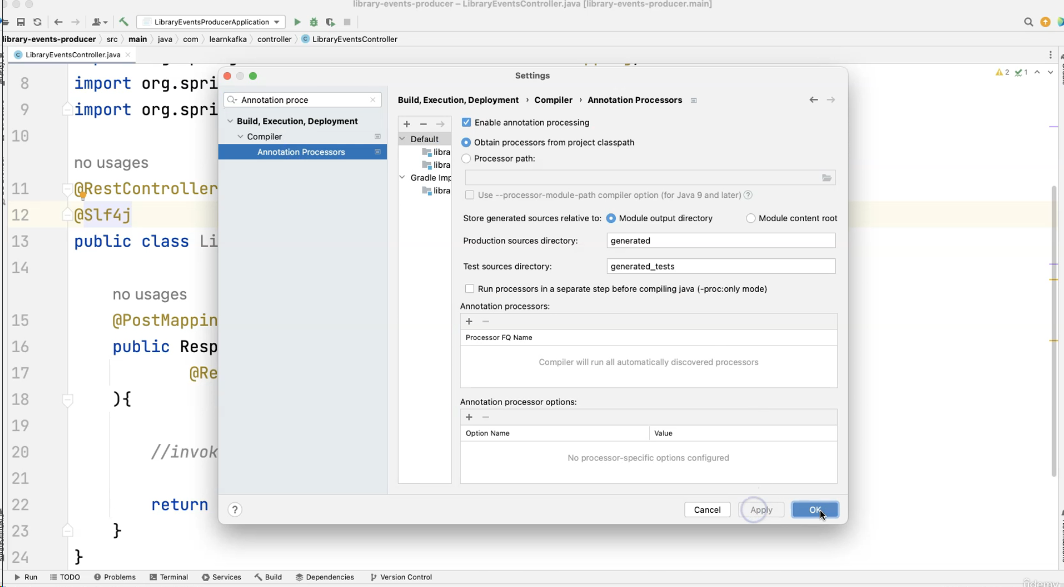 library-events-producer – LibraryEventsController.java [library-events-producer.main]
LibraryEventsProducerApplication
library-events-producer src main java com learnkafka controller LibraryEventsController
LibraryEventsController.java
2 1
8 import org.spri
9 import org.spri
10
no usages
11 @RestController
12 @Slf4j
13 public class Li
14
no usages
15 @PostMappin
16 public Resp
17 @Re
18 ){
19
20 //invok
21
22 return
23 }
24 }
Settings
Annotation proce
Build, Execution, Deployment
Compiler
Annotation Processors
Build, Execution, Deployment › Compiler › Annotation Processors
Default
libra
libra
Gradle Imp
libra
Enable annotation processing
Obtain processors from project classpath
Processor path:
Use --processor-module-path compiler option (for Java 9 and later) ?
Store generated sources relative to: Module output directory Module content root
Production sources directory: generated
Test sources directory: generated_tests
Run processors in a separate step before compiling java (-proc:only mode)
Annotation processors:
Processor FQ Name
Compiler will run all automatically discovered processors
Annotation processor options:
Option Name Value
No processor-specific options configured
? Cancel Apply OK
Run TODO Problems Terminal Services Build Dependencies Version Control